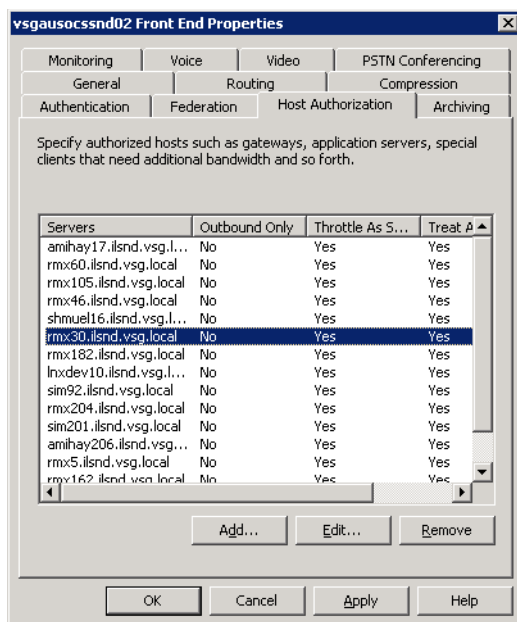 vsgausocssnd02 Front End Properties
Monitoring Voice Video PSTN Conferencing
General Routing Compression
Authentication Federation Host Authorization Archiving
Specify authorized hosts such as gateways, application servers, special
clients that need additional bandwidth and so forth.
Servers Outbound Only Throttle As S... Treat A
amihay17.ilsnd.vsg.l... No Yes Yes
rmx60.ilsnd.vsg.local No Yes Yes
rmx105.ilsnd.vsg.local No Yes Yes
rmx46.ilsnd.vsg.local No Yes Yes
shmuel16.ilsnd.vsg.l... No Yes Yes
rmx30.ilsnd.vsg.local No Yes Yes
rmx182.ilsnd.vsg.local No Yes Yes
lnxdev10.ilsnd.vsg.l... No Yes Yes
sim92.ilsnd.vsg.local No Yes Yes
rmx204.ilsnd.vsg.local No Yes Yes
sim201.ilsnd.vsg.local No Yes Yes
amihay206.ilsnd.vsg... No Yes Yes
rmx5.ilsnd.vsg.local No Yes Yes
rmx162.ilsnd.vsg.local No Yes Yes
Add... Edit... Remove
OK Cancel Apply Help